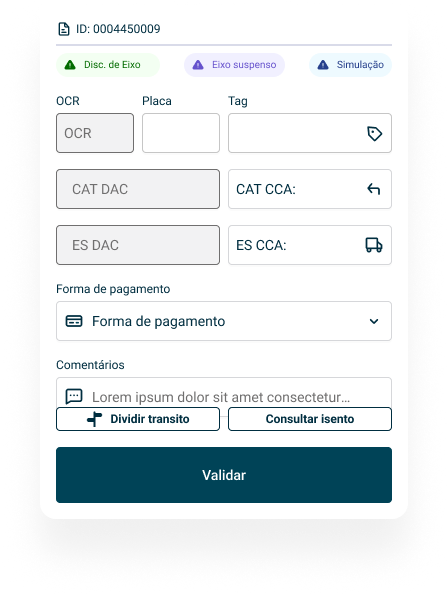 ID: 0004450009
Disc. de Eixo Eixo suspenso Simulação
OCR Placa Tag
OCR
CAT DAC CAT CCA:
ES DAC ES CCA:
Forma de pagamento
Forma de pagamento
Comentários
Lorem ipsum dolor sit amet consectetur...
Dividir transito Consultar isento
Validar